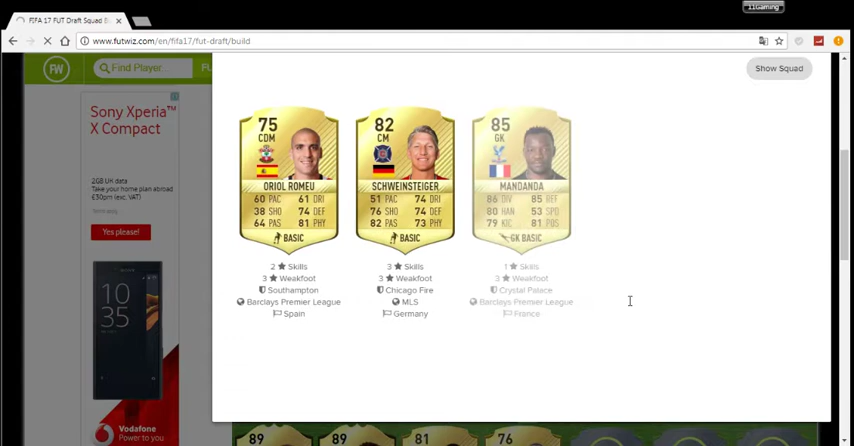 11Gaming
FIFA 17 FUT Draft Squad B
www.futwiz.com/en/fifa17/fut-draft/build
FW
Find Player...
FU
Show Squad
Sony Xperia™
X Compact
2GB UK data
Take your home plan abroad
£30pm (exc. VAT)
Yes please!
10
35
Vodafone
Power to you
75
CDM
ORIOL ROMEU
60 PAC 61 DRI
38 SHO 74 DEF
64 PAS 81 PHY
BASIC
2 ★ Skills
3 ★ Weakfoot
Southampton
Barclays Premier League
Spain
82
CM
SCHWEINSTEIGER
51 PAC 74 DRI
76 SHO 74 DEF
82 PAS 73 PHY
BASIC
3 ★ Skills
3 ★ Weakfoot
Chicago Fire
MLS
Germany
85
GK
MANDANDA
86 DIV 85 REF
80 HAN 53 SPD
79 KIC 81 POS
GK BASIC
1 ★ Skills
3 ★ Weakfoot
Crystal Palace
Barclays Premier League
France
89 89 81 76